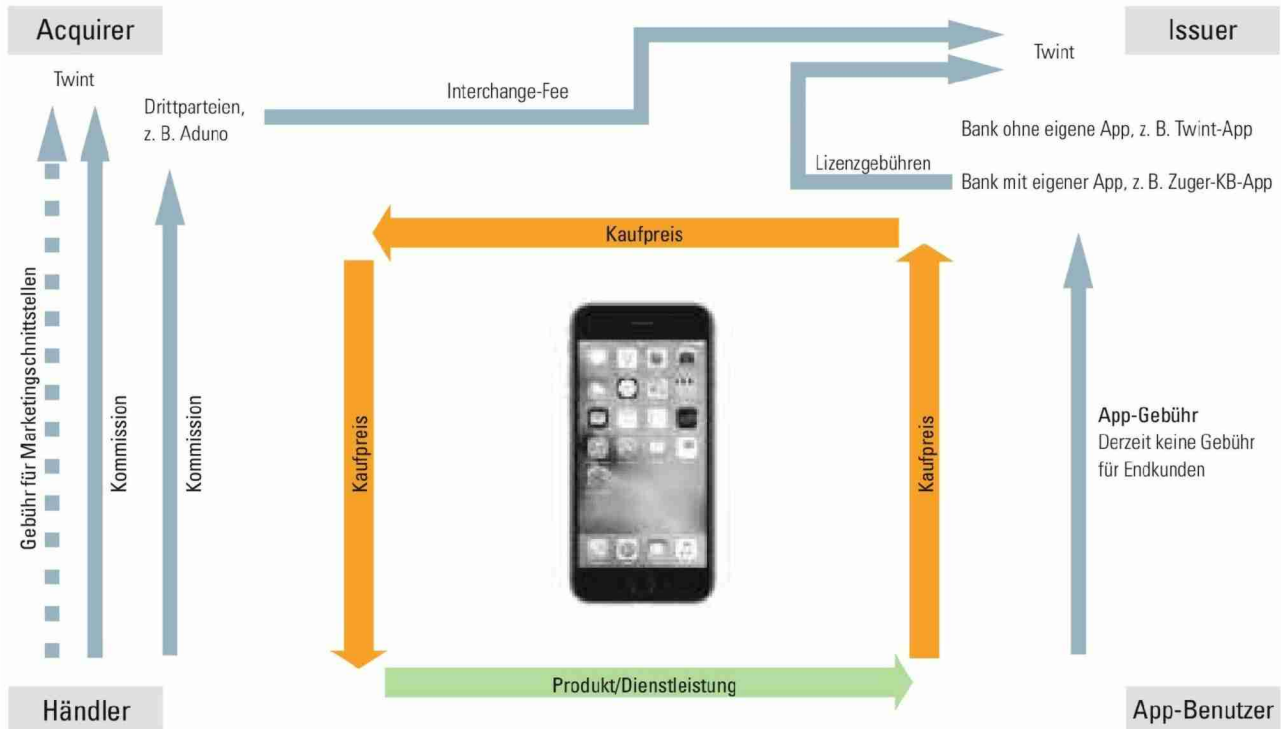 Acquirer
Issuer
Twint
Drittparteien,
z. B. Aduno
Interchange-Fee
Twint
Bank ohne eigene App, z. B. Twint-App
Lizenzgebühren
Bank mit eigener App, z. B. Zuger-KB-App
Kaufpreis
Gebühr für Marketingschnittstellen
Kommission
Kommission
Kaufpreis
Kaufpreis
App-Gebühr
Derzeit keine Gebühr
für Endkunden
Produkt/Dienstleistung
Händler
App-Benutzer